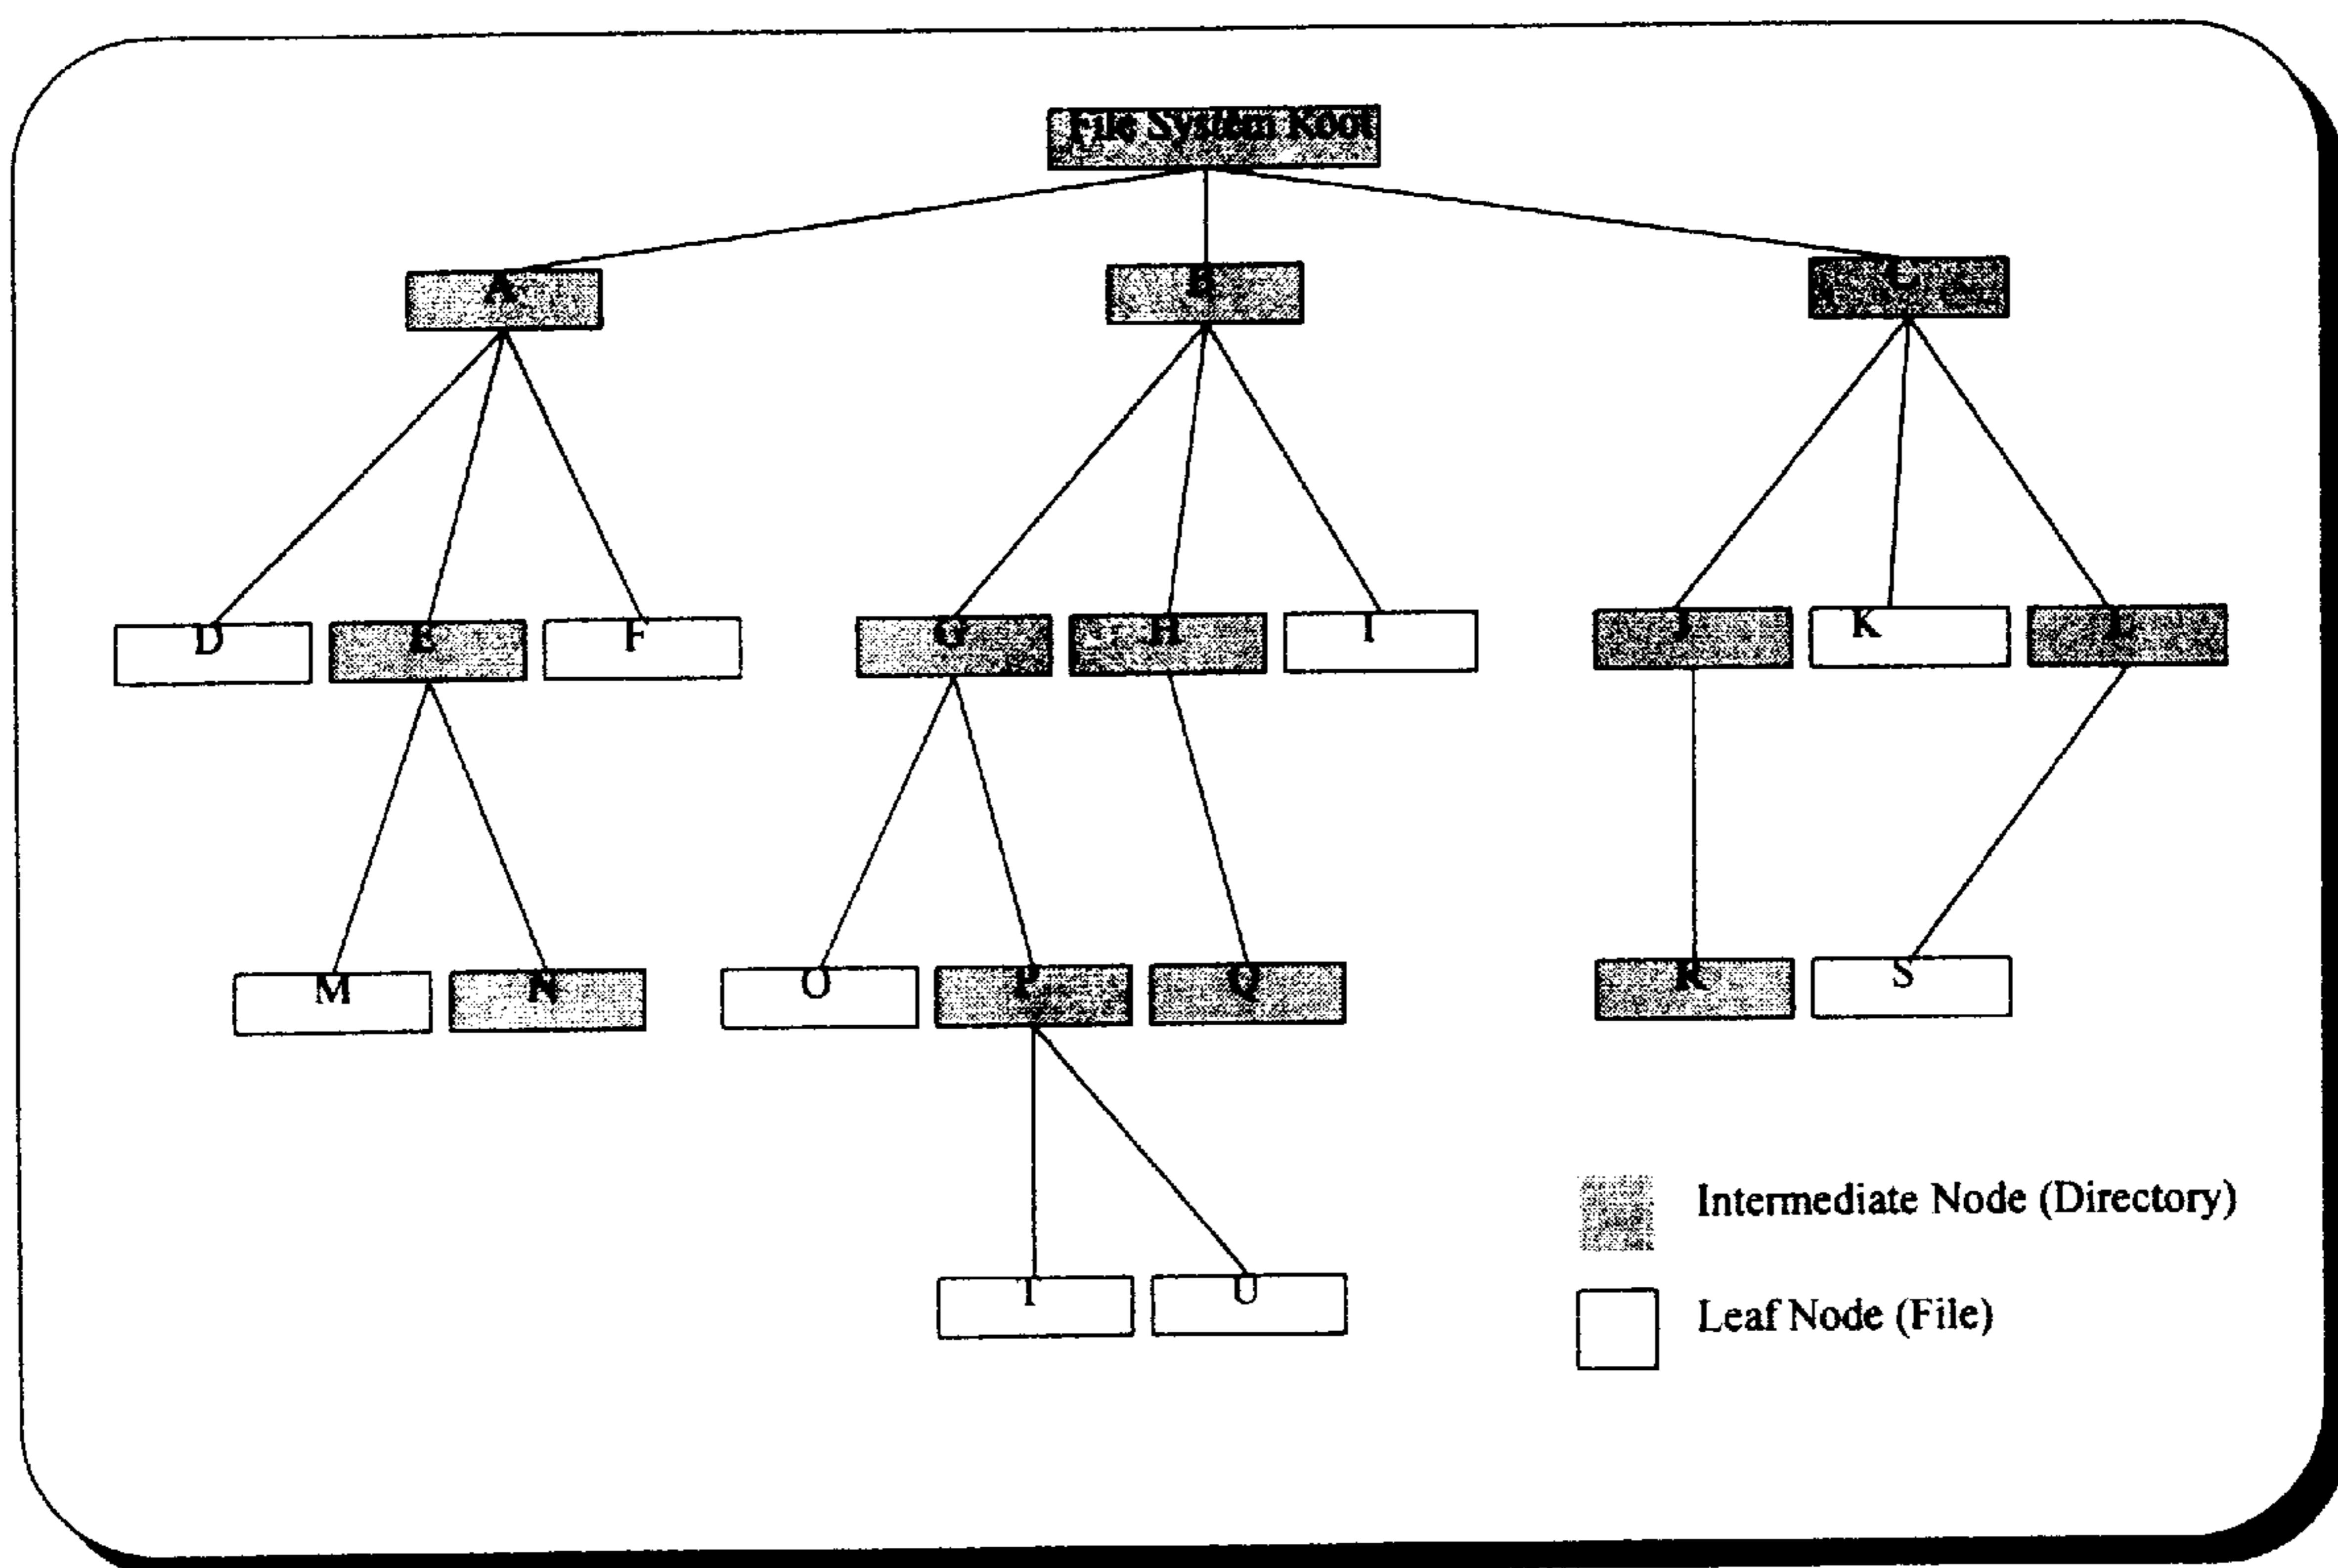 File System Root
A
B
C
D
E
F
G
H
I
J
K
L
M
N
O
P
Q
R
S
T
U
Intermediate Node (Directory)
Leaf Node (File)